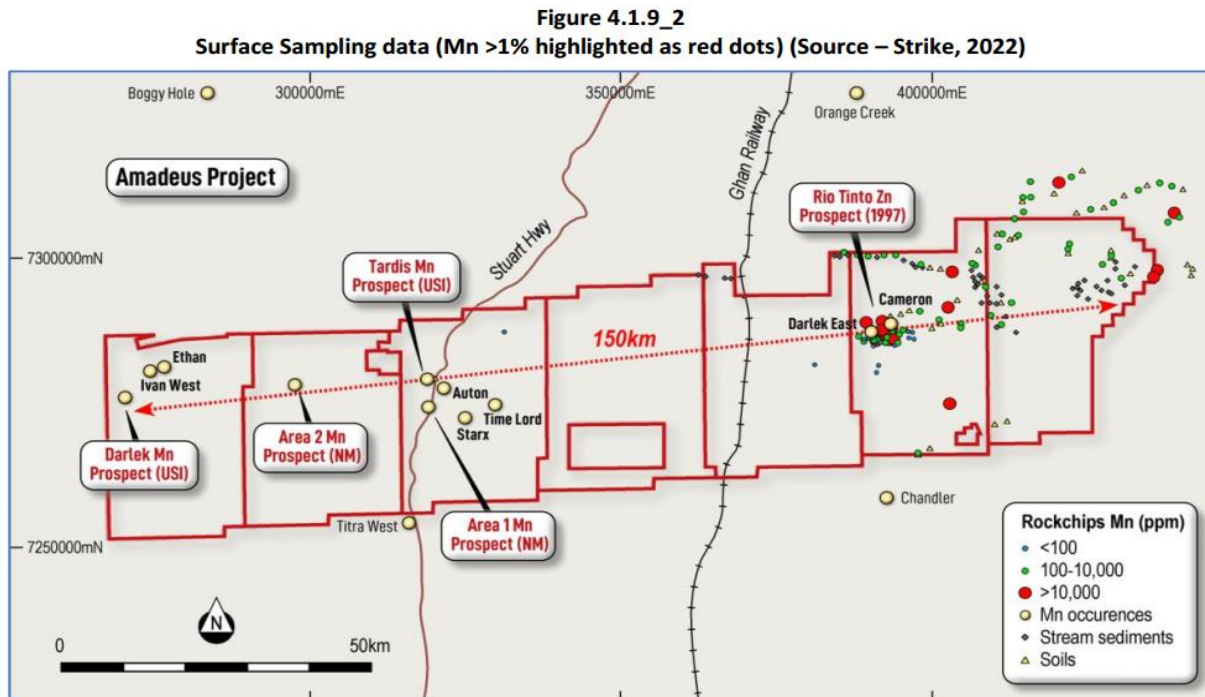 Figure 4.1.9_2
Surface Sampling data (Mn >1% highlighted as red dots) (Source – Strike, 2022)
Boggy Hole
300000mE
350000mE
400000mE
Orange Creek
Amadeus Project
Stuart Hwy
Ghan Railway
Rio Tinto Zn
Prospect (1997)
7300000mN
Tardis Mn
Prospect (USI)
Cameron
Darlek East
150km
Ethan
Ivan West
Auton
Time Lord
Starx
Darlek Mn
Prospect (USI)
Area 2 Mn
Prospect (NM)
Area 1 Mn
Prospect (NM)
Titra West
Chandler
7250000mN
N
0
50km
Rockchips Mn (ppm)
<100
100-10,000
>10,000
Mn occurences
Stream sediments
Soils